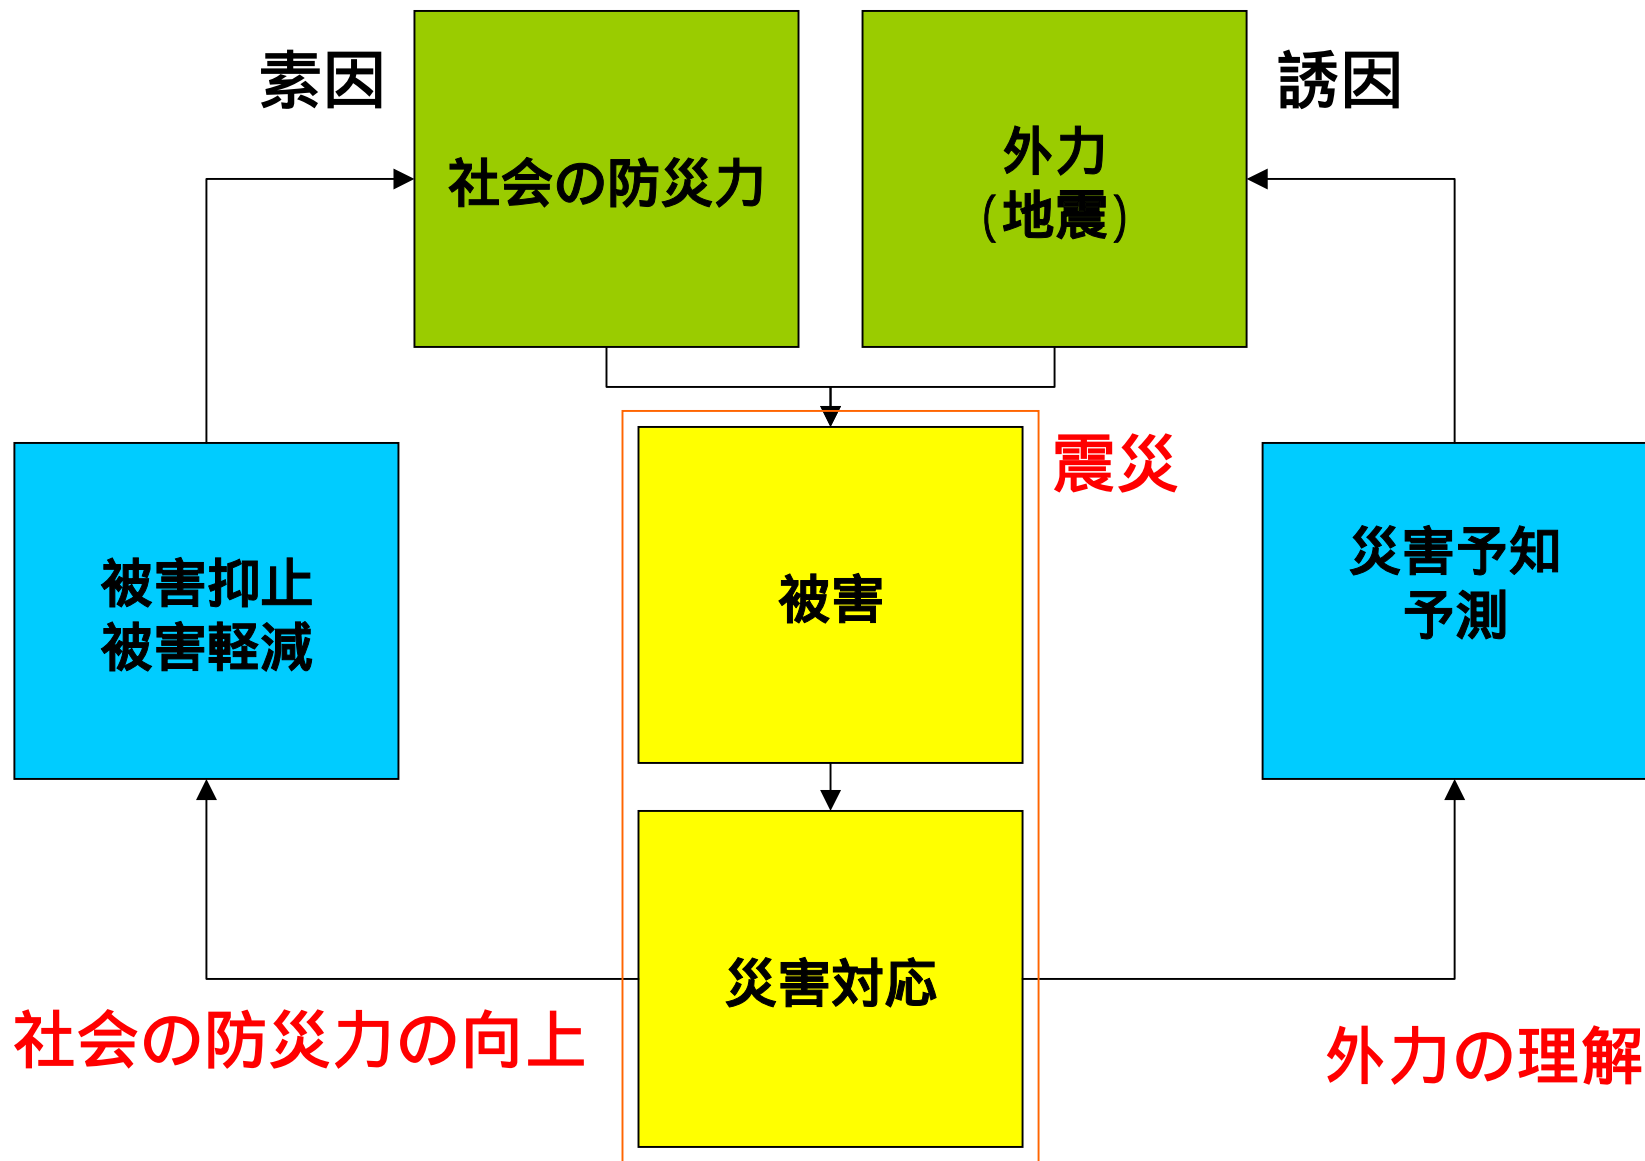 素因
社会の防災力
外力
(地震)
誘因
震災
被害抑止
被害軽減
被害
災害予知
予測
災害対応
社会の防災力の向上
外力の理解